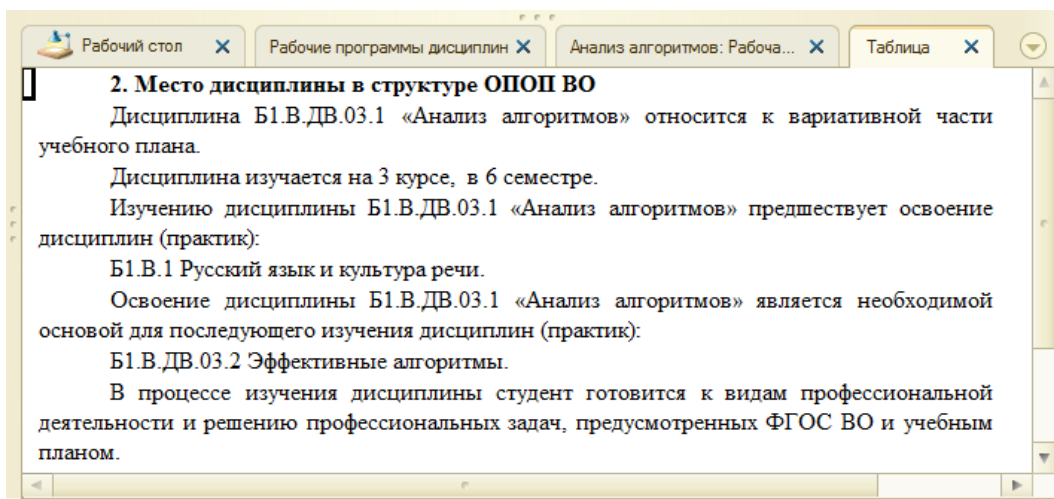 Рабочий стол
Рабочие программы дисциплин
Анализ алгоритмов: Рабоча...
Таблица
2. Место дисциплины в структуре ОПОП ВО
Дисциплина Б1.В.ДВ.03.1 «Анализ алгоритмов» относится к вариативной части
учебного плана.
Дисциплина изучается на 3 курсе, в 6 семестре.
Изучению дисциплины Б1.В.ДВ.03.1 «Анализ алгоритмов» предшествует освоение
дисциплин (практик):
Б1.В.1 Русский язык и культура речи.
Освоение дисциплины Б1.В.ДВ.03.1 «Анализ алгоритмов» является необходимой
основой для последующего изучения дисциплин (практик):
Б1.В.ДВ.03.2 Эффективные алгоритмы.
В процессе изучения дисциплины студент готовится к видам профессиональной
деятельности и решению профессиональных задач, предусмотренных ФГОС ВО и учебным
планом.